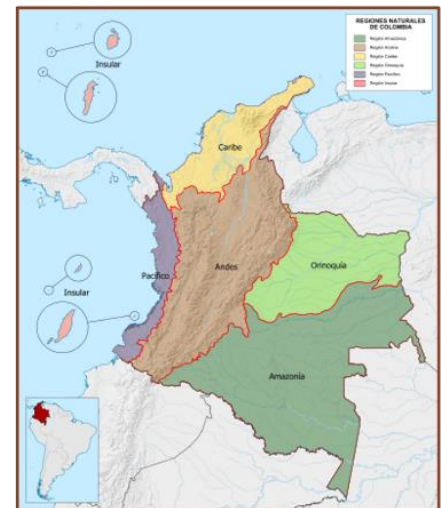 REGIONES NATURALES
DE COLOMBIA
Región Amazónica
Región Andina
Región Caribe
Región Orinoquía
Región Pacífico
Región Insular
Insular
Caribe
Pacífico
Andes
Orinoquía
Insular
Amazonía